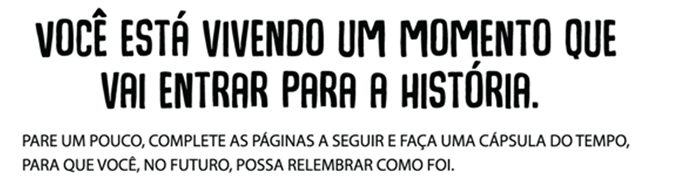 VOCÊ ESTÁ VIVENDO UM MOMENTO QUE
VAI ENTRAR PARA A HISTÓRIA.
PARE UM POUCO, COMPLETE AS PÁGINAS A SEGUIR E FAÇA UMA CÁPSULA DO TEMPO,
PARA QUE VOCÊ, NO FUTURO, POSSA RELEMBRAR COMO FOI.